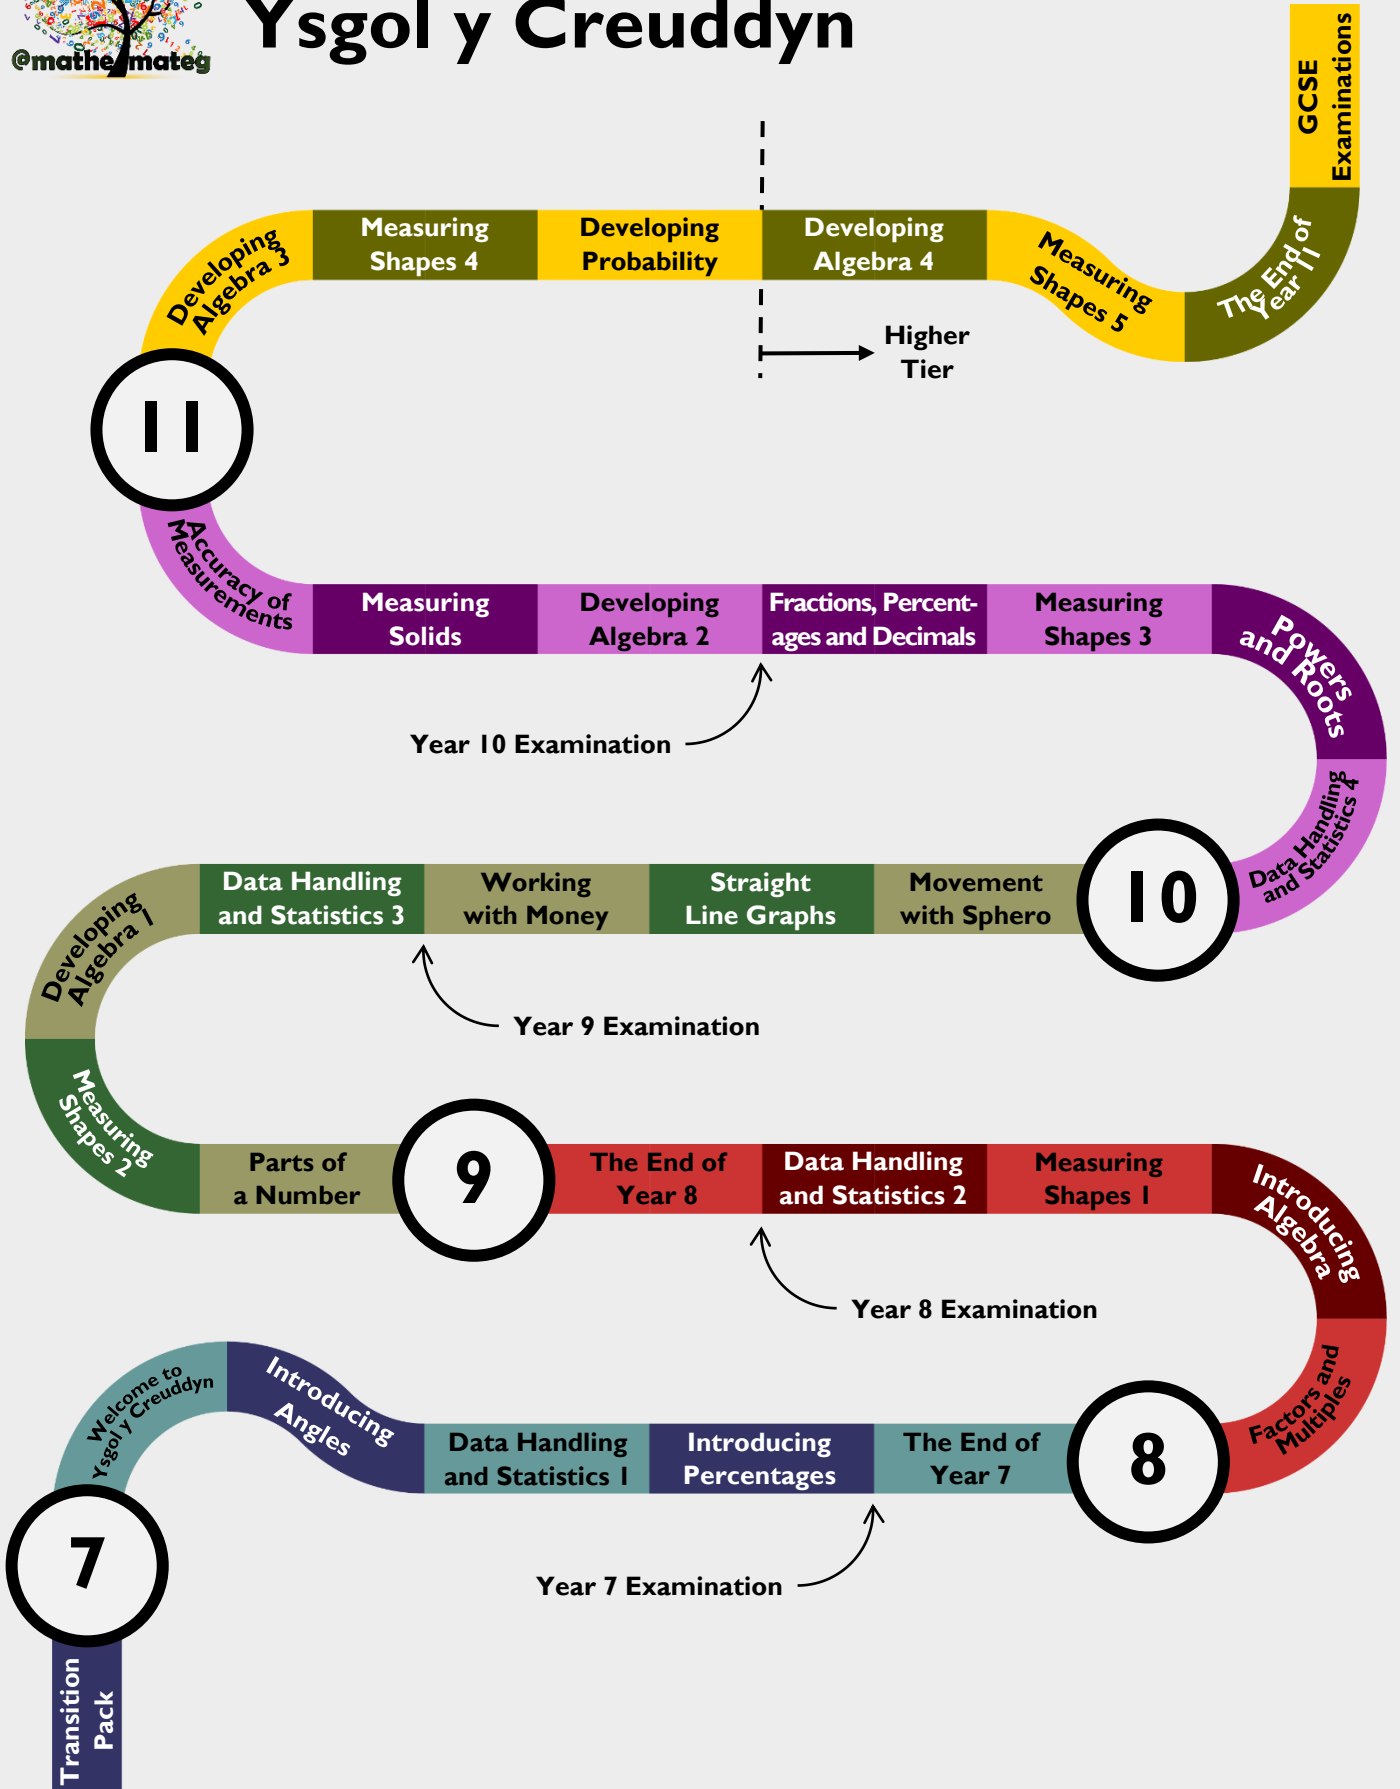 Ysgol y Creuddyn
@mathemateg
GCSE
Examinations
The End of
Year 11
Measuring
Shapes 5
Developing
Algebra 4
Developing
Probability
Measuring
Shapes 4
Developing
Algebra 3
Higher
Tier
11
Accuracy of
Measurements
Measuring
Solids
Developing
Algebra 2
Fractions, Percent-
ages and Decimals
Measuring
Shapes 3
Powers
and Roots
Year 10 Examination
Data Handling
and Statistics 4
10
Movement
with Sphero
Straight
Line Graphs
Working
with Money
Data Handling
and Statistics 3
Developing
Algebra 1
Year 9 Examination
Measuring
Shapes 2
Parts of
a Number
9
The End of
Year 8
Data Handling
and Statistics 2
Measuring
Shapes 1
Introducing
Algebra
Year 8 Examination
Factors and
Multiples
8
The End of
Year 7
Introducing
Percentages
Data Handling
and Statistics 1
Introducing
Angles
Welcome to
Ysgol y Creuddyn
Year 7 Examination
7
Transition
Pack